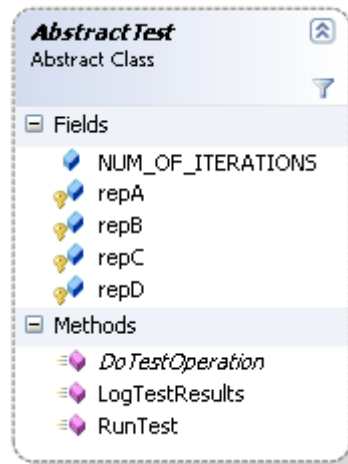 AbstractTest
Abstract Class
Fields
NUM_OF_ITERATIONS
repA
repB
repC
repD
Methods
DoTestOperation
LogTestResults
RunTest